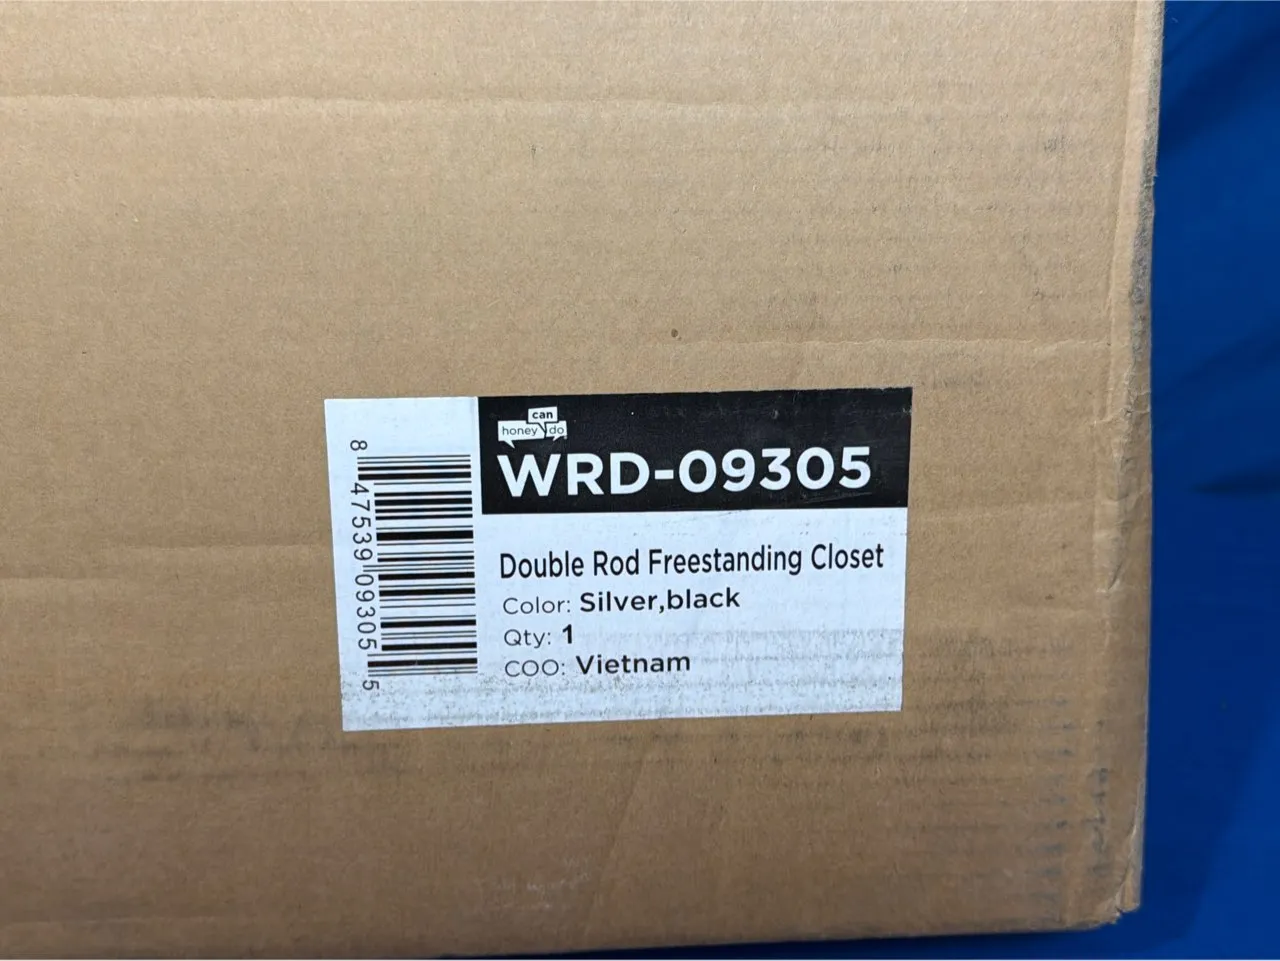 honey can do
WRD-09305
Double Rod Freestanding Closet
Color: Silver,black
Qty: 1
COO: Vietnam
8 47539 09305 5